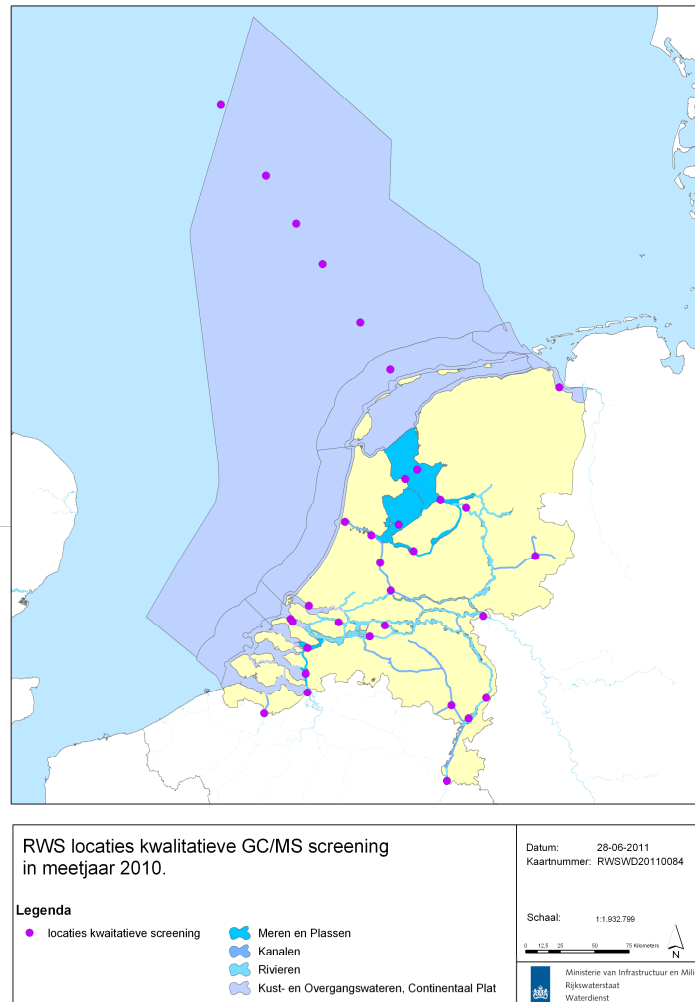 RWS locaties kwalitatieve GC/MS screening
in meetjaar 2010.
Legenda
locaties kwaitatieve screening
Meren en Plassen
Kanalen
Rivieren
Kust- en Overgangswateren, Continentaal Plat
Datum: 28-06-2011
Kaartnummer: RWSWD20110084
Schaal: 1:1.932.799
0 12,5 25 50 75 Kilometers
N
Ministerie van Infrastructuur en Mili
Rijkswaterstaat
Waterdienst